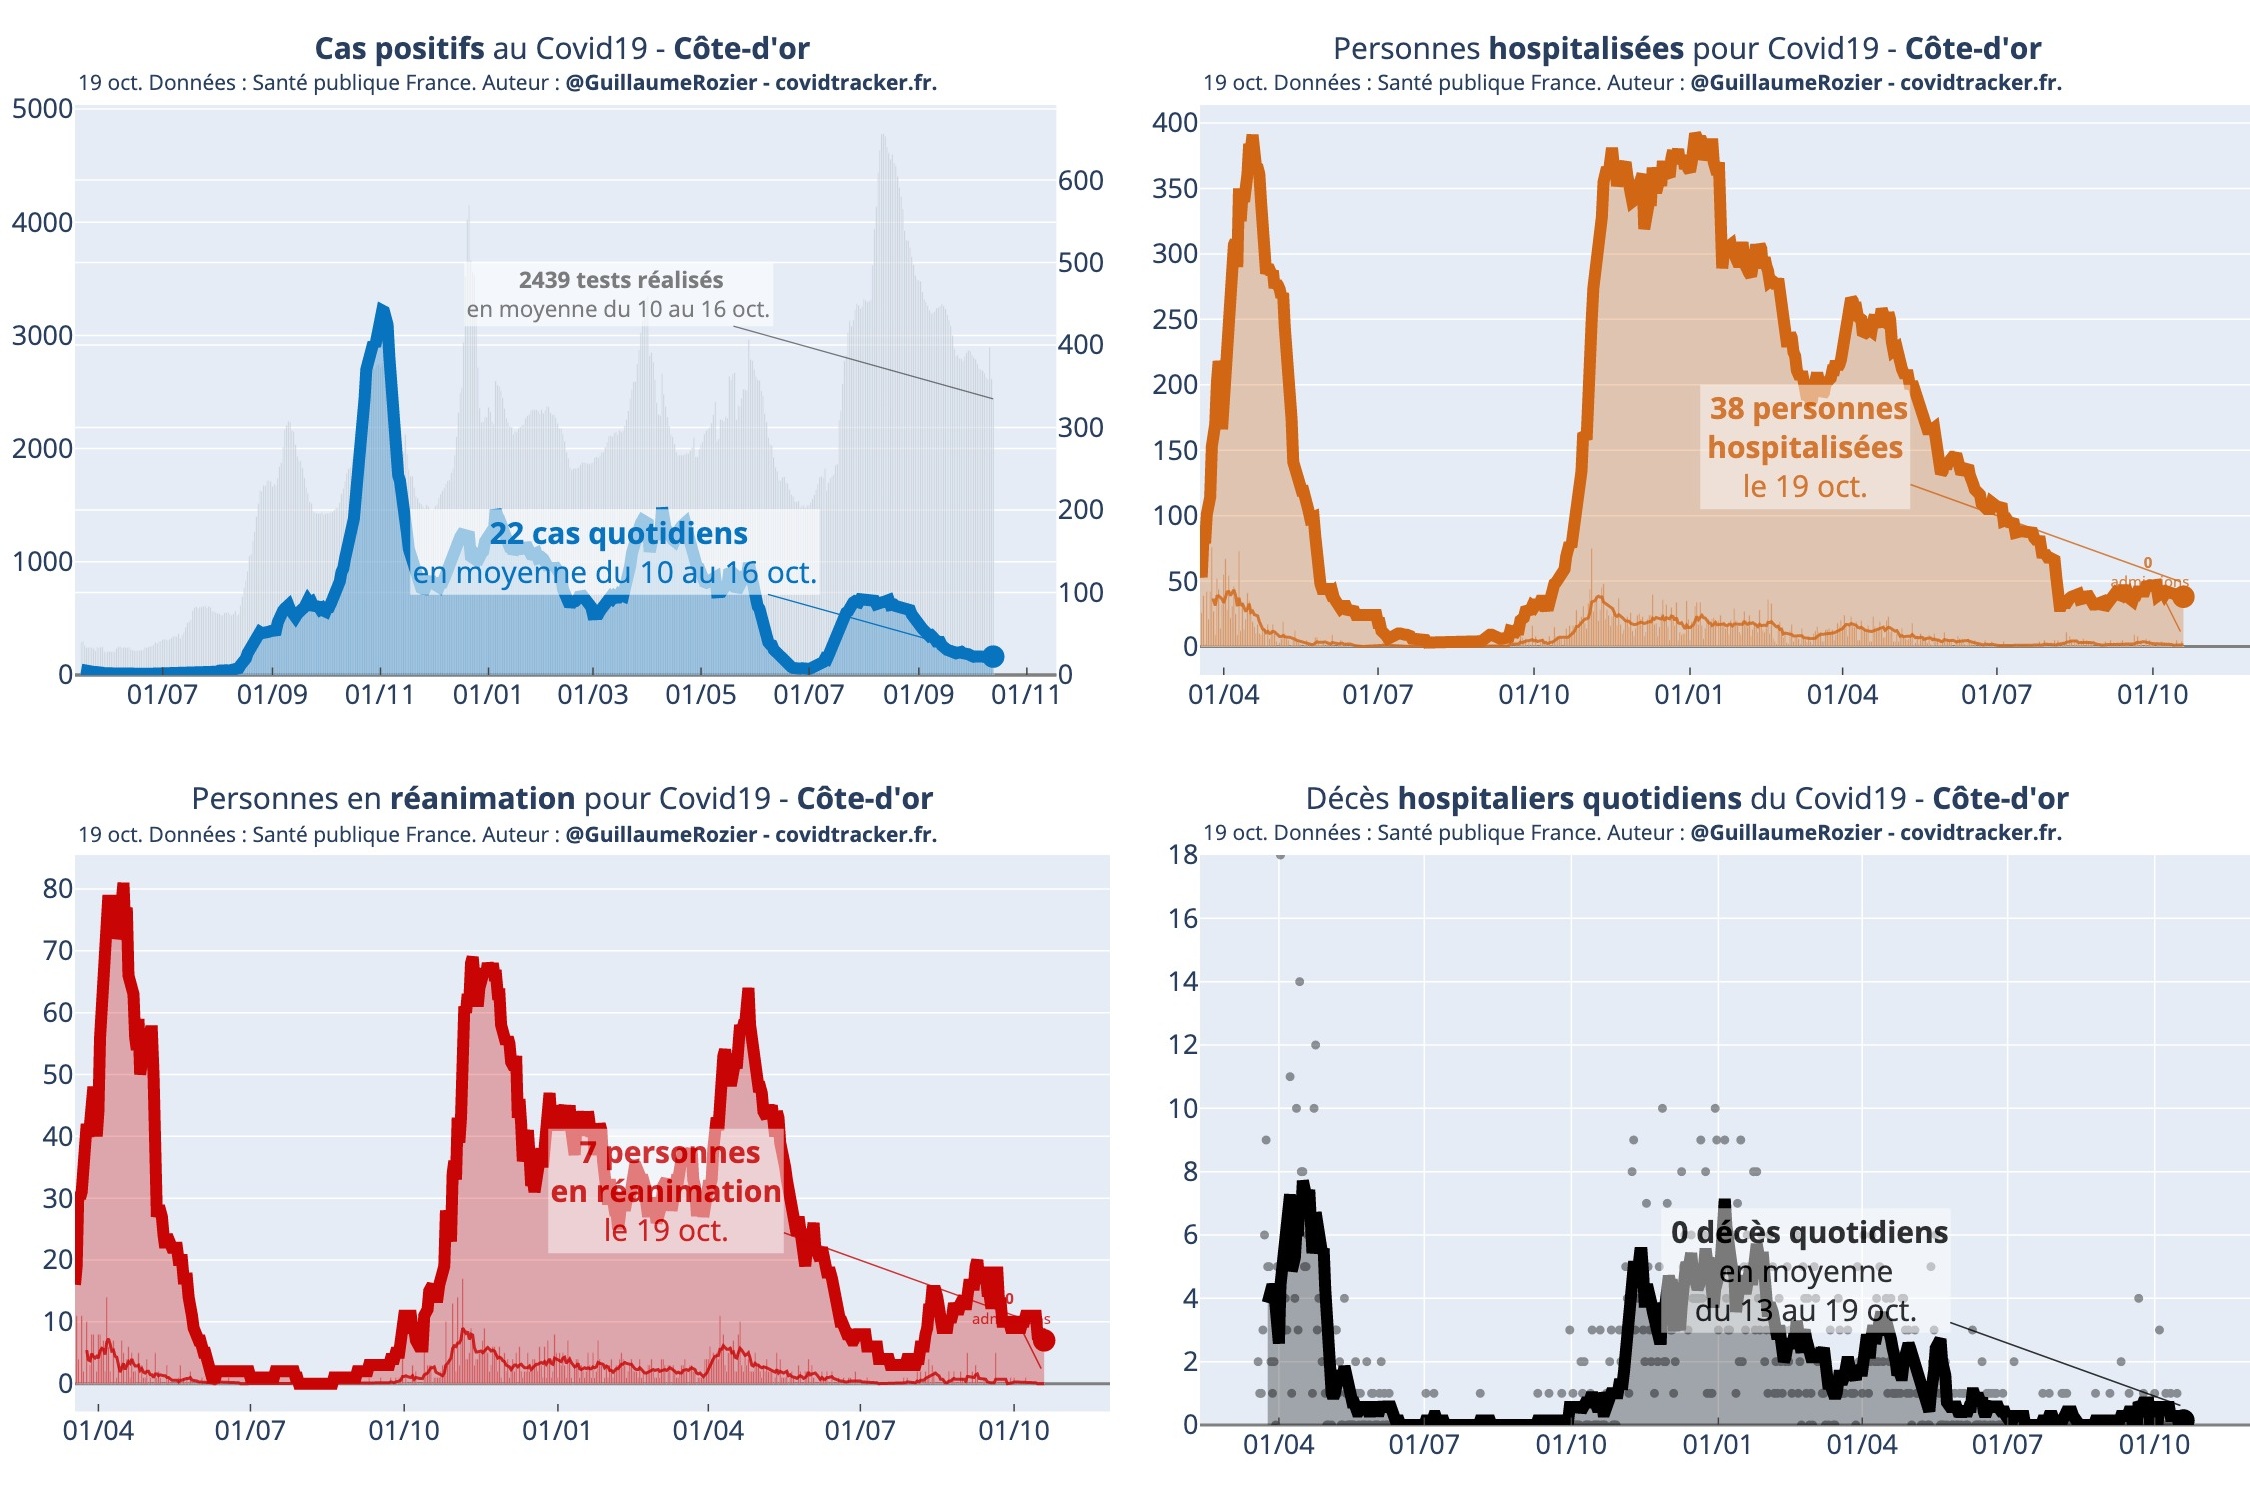 Cas positifs au Covid19 - Côte-d'or
19 oct. Données : Santé publique France. Auteur : @GuillaumeRozier - covidtracker.fr.
5000
4000
3000
2000
1000
0
600
500
400
300
200
100
0
2439 tests réalisés
en moyenne du 10 au 16 oct.
22 cas quotidiens
en moyenne du 10 au 16 oct.
01/07 01/09 01/11 01/01 01/03 01/05 01/07 01/09 01/11
Personnes hospitalisées pour Covid19 - Côte-d'or
19 oct. Données : Santé publique France. Auteur : @GuillaumeRozier - covidtracker.fr.
400
350
300
250
200
150
100
50
0
38 personnes
hospitalisées
le 19 oct.
0
admissions
01/04 01/07 01/10 01/01 01/04 01/07 01/10
Personnes en réanimation pour Covid19 - Côte-d'or
19 oct. Données : Santé publique France. Auteur : @GuillaumeRozier - covidtracker.fr.
80
70
60
50
40
30
20
10
0
7 personnes
en réanimation
le 19 oct.
0
01/04 01/07 01/10 01/01 01/04 01/07 01/10
Décès hospitaliers quotidiens du Covid19 - Côte-d'or
19 oct. Données : Santé publique France. Auteur : @GuillaumeRozier - covidtracker.fr.
18
16
14
12
10
8
6
4
2
0
0 décès quotidiens
en moyenne
du 13 au 19 oct.
01/04 01/07 01/10 01/01 01/04 01/07 01/10